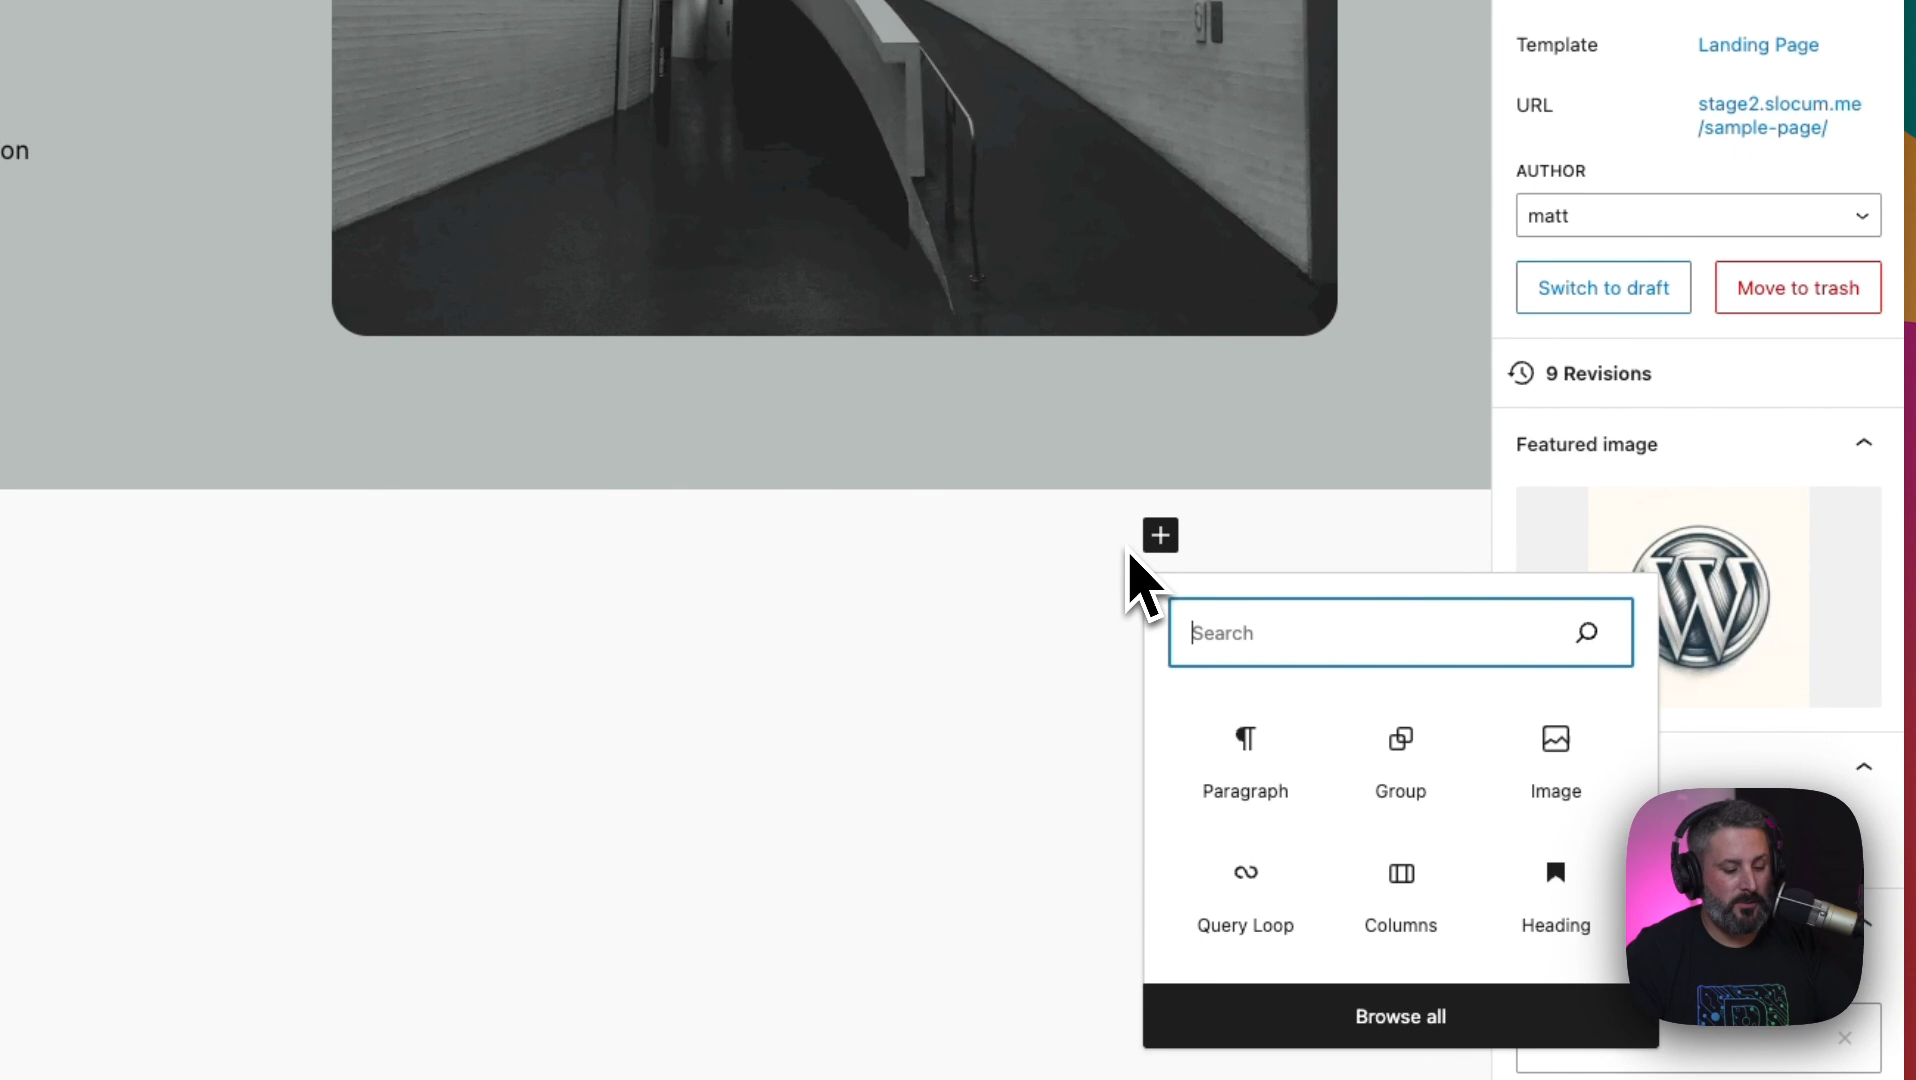 on
Template
Landing Page
URL
stage2.slocum.me
/sample-page/
AUTHOR
matt
Switch to draft
Move to trash
9 Revisions
Featured image
Search
Paragraph
Group
Image
Query Loop
Columns
Heading
Browse all